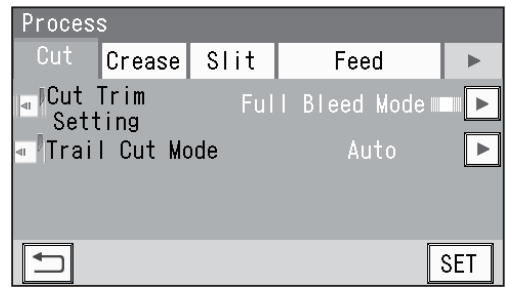 Process
Cut Crease Slit Feed
Cut Trim Full Bleed Mode
Setting
Trail Cut Mode Auto
SET